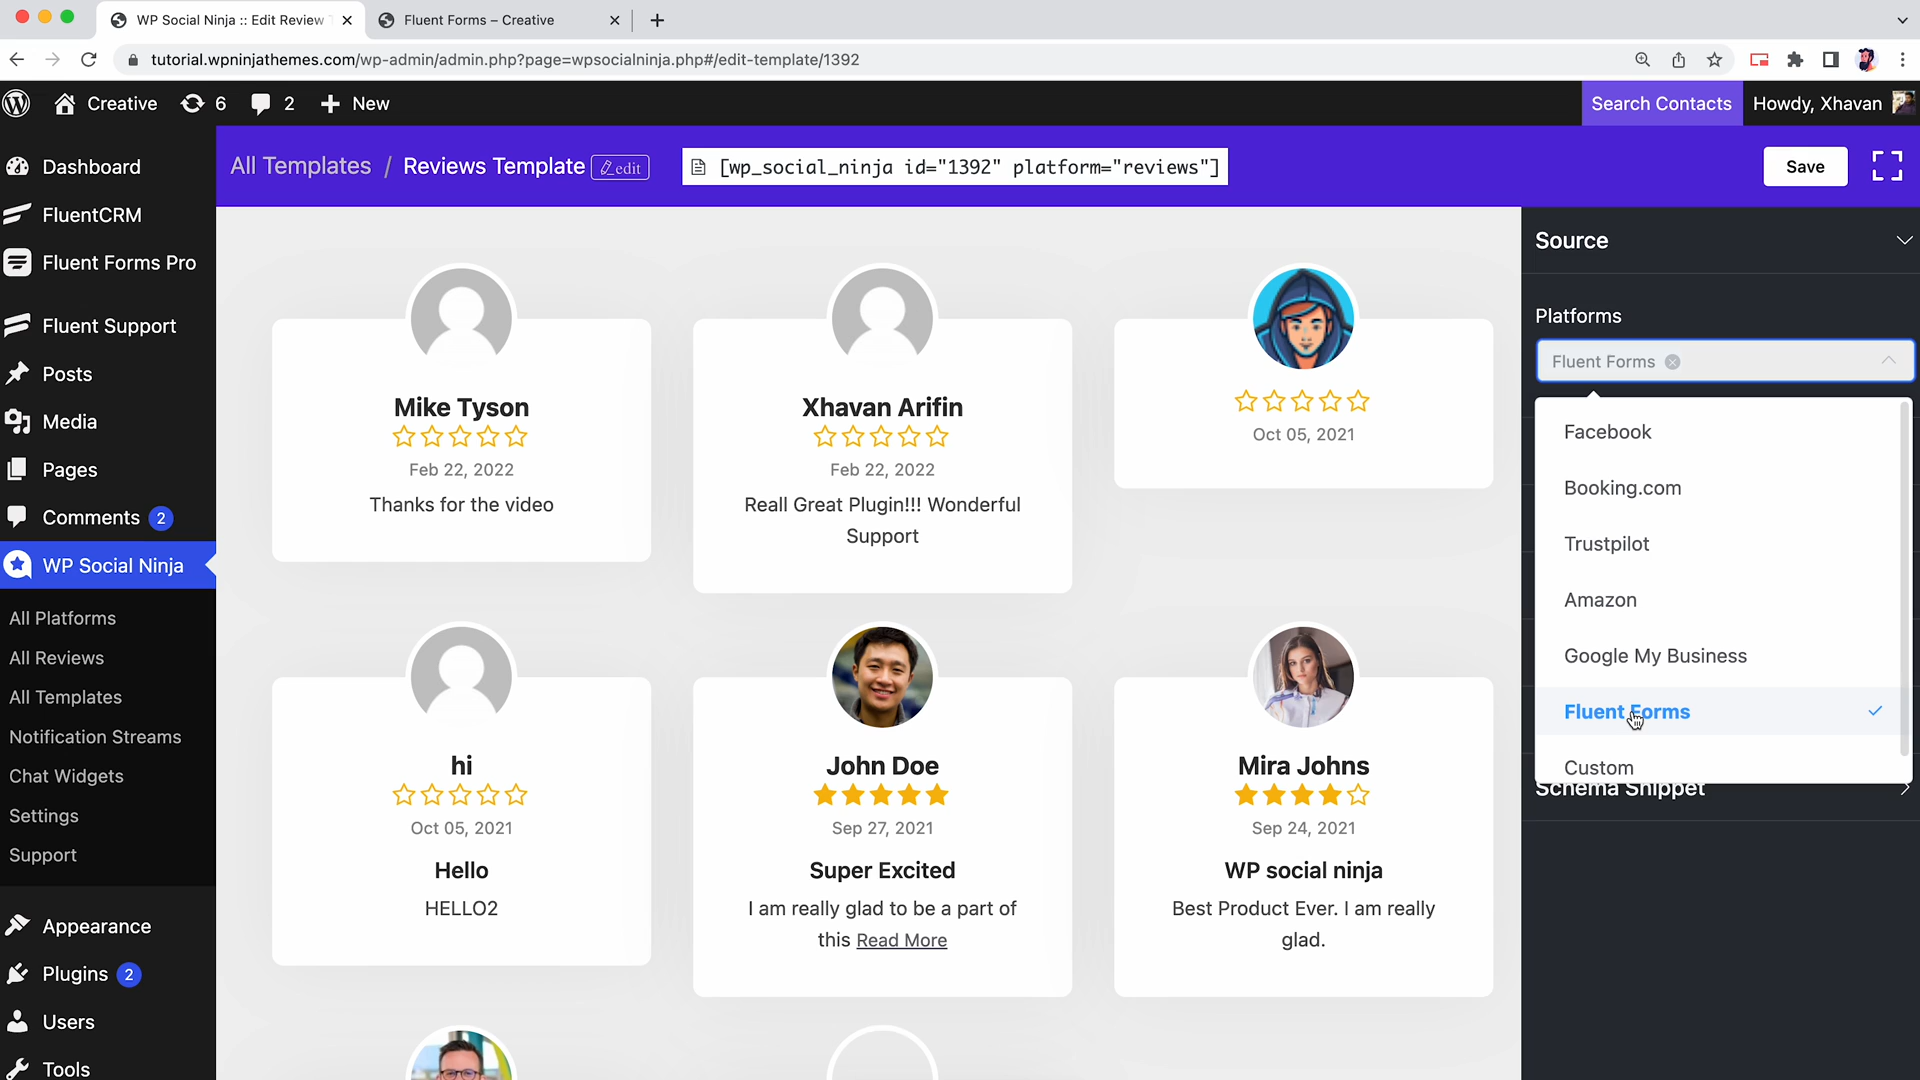 WP Social Ninja :: Edit Review T
Fluent Forms – Creative
tutorial.wpninjathemes.com/wp-admin/admin.php?page=wpsocialninja.php#/edit-template/1392
Creative
6
2
New
Search Contacts
Howdy, Xhavan
Dashboard
FluentCRM
Fluent Forms Pro
Fluent Support
Posts
Media
Pages
Comments 2
WP Social Ninja
All Platforms
All Reviews
All Templates
Notification Streams
Chat Widgets
Settings
Support
Appearance
Plugins 2
Users
Tools
All Templates / Reviews Template edit
[wp_social_ninja id="1392" platform="reviews"]
Save
Mike Tyson
Feb 22, 2022
Thanks for the video
Xhavan Arifin
Feb 22, 2022
Reall Great Plugin!!! Wonderful
Support
Oct 05, 2021
hi
Oct 05, 2021
Hello
HELLO2
John Doe
Sep 27, 2021
Super Excited
I am really glad to be a part of
this Read More
Mira Johns
Sep 24, 2021
WP social ninja
Best Product Ever. I am really
glad.
Source
Platforms
Fluent Forms
Facebook
Booking.com
Trustpilot
Amazon
Google My Business
Fluent Forms
Custom
Schema Snippet